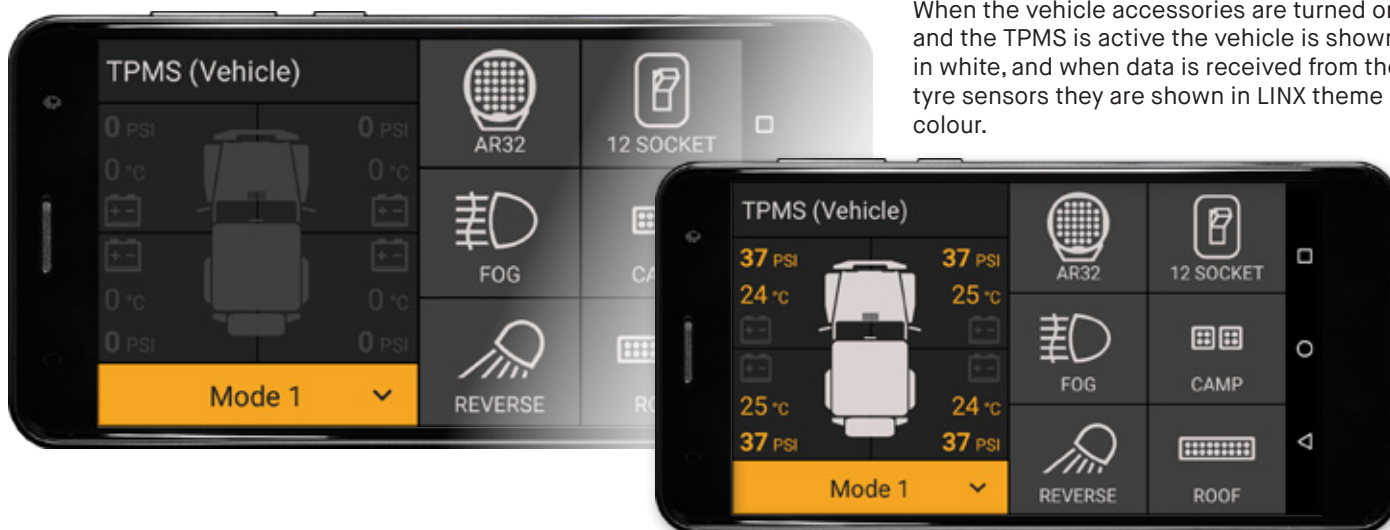 When the vehicle accessories are turned on
and the TPMS is active the vehicle is shown
in white, and when data is received from the
tyre sensors they are shown in LINX theme
colour.
TPMS (Vehicle)
0 PSI 0 PSI
0 °C 0 °C
0 °C 0 °C
0 PSI 0 PSI
Mode 1
AR32
12 SOCKET
FOG
REVERSE
TPMS (Vehicle)
37 PSI 37 PSI
24 °C 25 °C
25 °C 24 °C
37 PSI 37 PSI
Mode 1
AR32
12 SOCKET
FOG
CAMP
REVERSE
ROOF